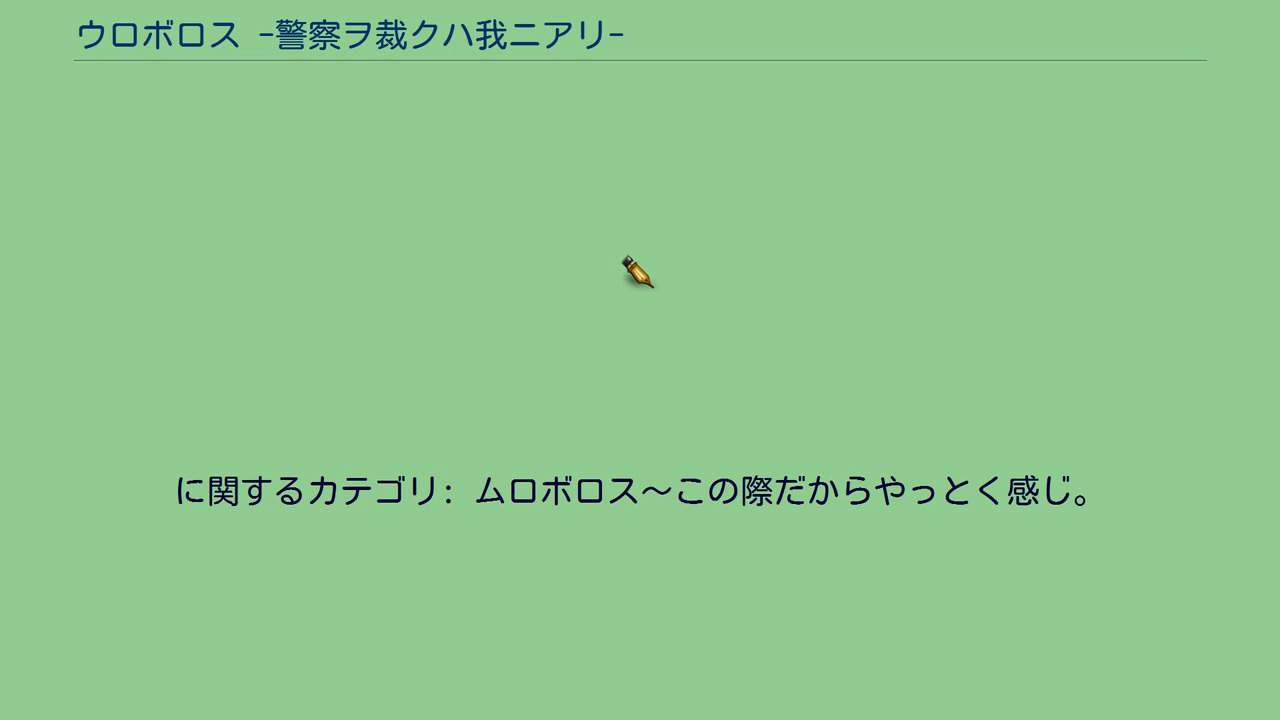 ウロボロス -警察ヲ裁クハ我ニアリ-
に関するカテゴリ: ムロボロス～この際だからやっとく感じ。